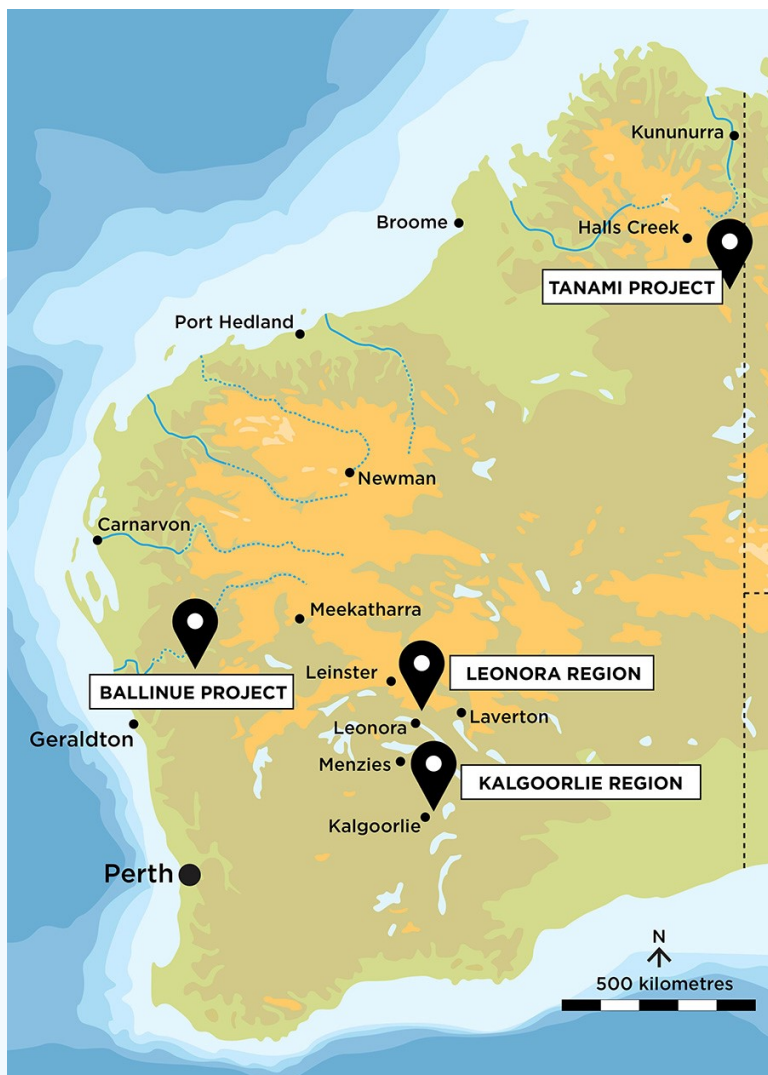 Kununurra
Broome
Halls Creek
TANAMI PROJECT
Port Hedland
Newman
Carnarvon
Meekatharra
Leinster
LEONORA REGION
BALLINUE PROJECT
Laverton
Leonora
Geraldton
Menzies
KALGOORLIE REGION
Kalgoorlie
Perth
N
500 kilometres